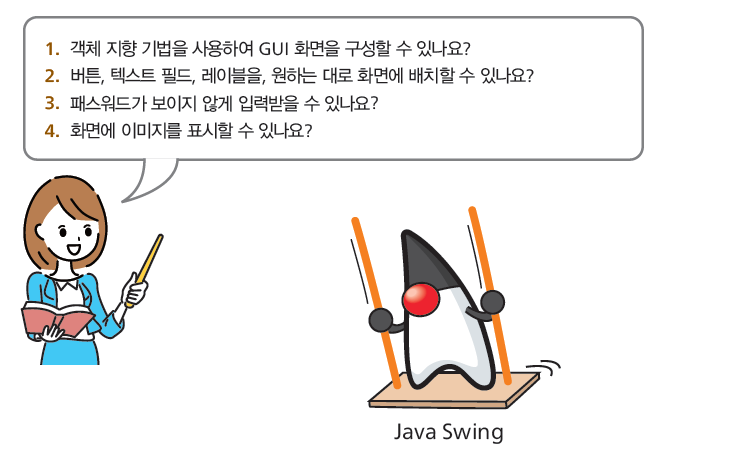 1. 객체 지향 기법을 사용하여 GUI 화면을 구성할 수 있나요?
2. 버튼, 텍스트 필드, 레이블을, 원하는 대로 화면에 배치할 수 있나요?
3. 패스워드가 보이지 않게 입력받을 수 있나요?
4. 화면에 이미지를 표시할 수 있나요?
Java Swing